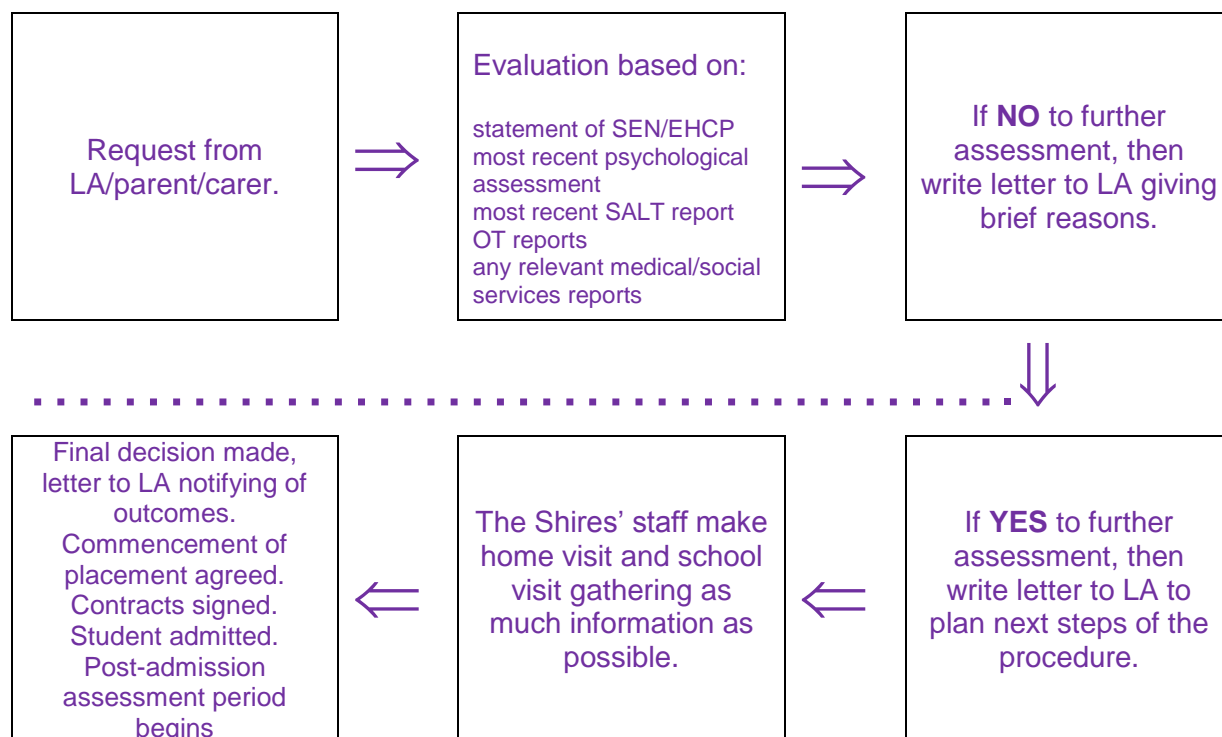 Request from
LA/parent/carer.
Evaluation based on:
statement of SEN/EHCP
most recent psychological
assessment
most recent SALT report
OT reports
any relevant medical/social
services reports
If NO to further
assessment, then
write letter to LA giving
brief reasons.
If YES to further
assessment, then
write letter to LA to
plan next steps of the
procedure.
The Shires’ staff make
home visit and school
visit gathering as
much information as
possible.
Final decision made,
letter to LA notifying of
outcomes.
Commencement of
placement agreed.
Contracts signed.
Student admitted.
Post-admission
assessment period
begins